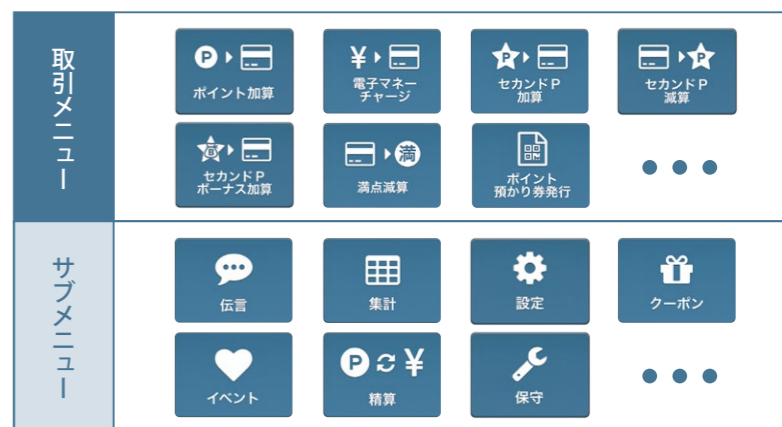 取引メニュー
P ¥ P P
ポイント加算
電子マネー
チャージ
セカンドP
加算
セカンドP
減算
B 満
セカンドP
ボーナス加算
満点減算
ポイント
預かり券発行
サブメニュー
伝言
集計
設定
クーポン
P ¥
イベント
精算
保守